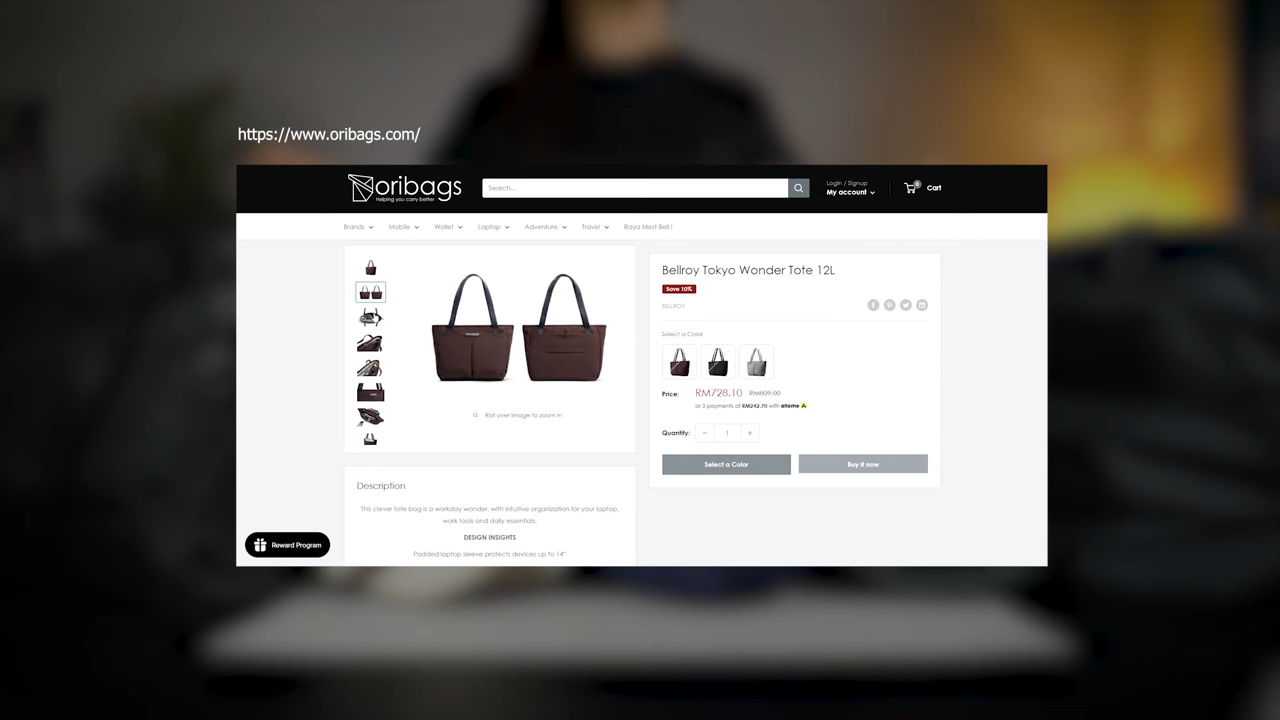 https://www.oribags.com/
oribags
Helping you carry better
Search...
Login / Signup
My account
0
Cart
Brands
Mobile
Wallet
Laptop
Adventure
Travel
Raya Mest Beli !
Bellroy Tokyo Wonder Tote 12L
Save 10%
BELLROY
Select a Color
Price: RM728.10 RM809.00
or 3 payments of RM242.70 with atome
Quantity: − 1 +
Select a Color
Buy it now
Roll over image to zoom in
Description
This clever tote bag is a workday wonder, with intuitive organization for your laptop,
work tools and daily essentials.
DESIGN INSIGHTS
Padded laptop sleeve protects devices up to 14"
Reward Program